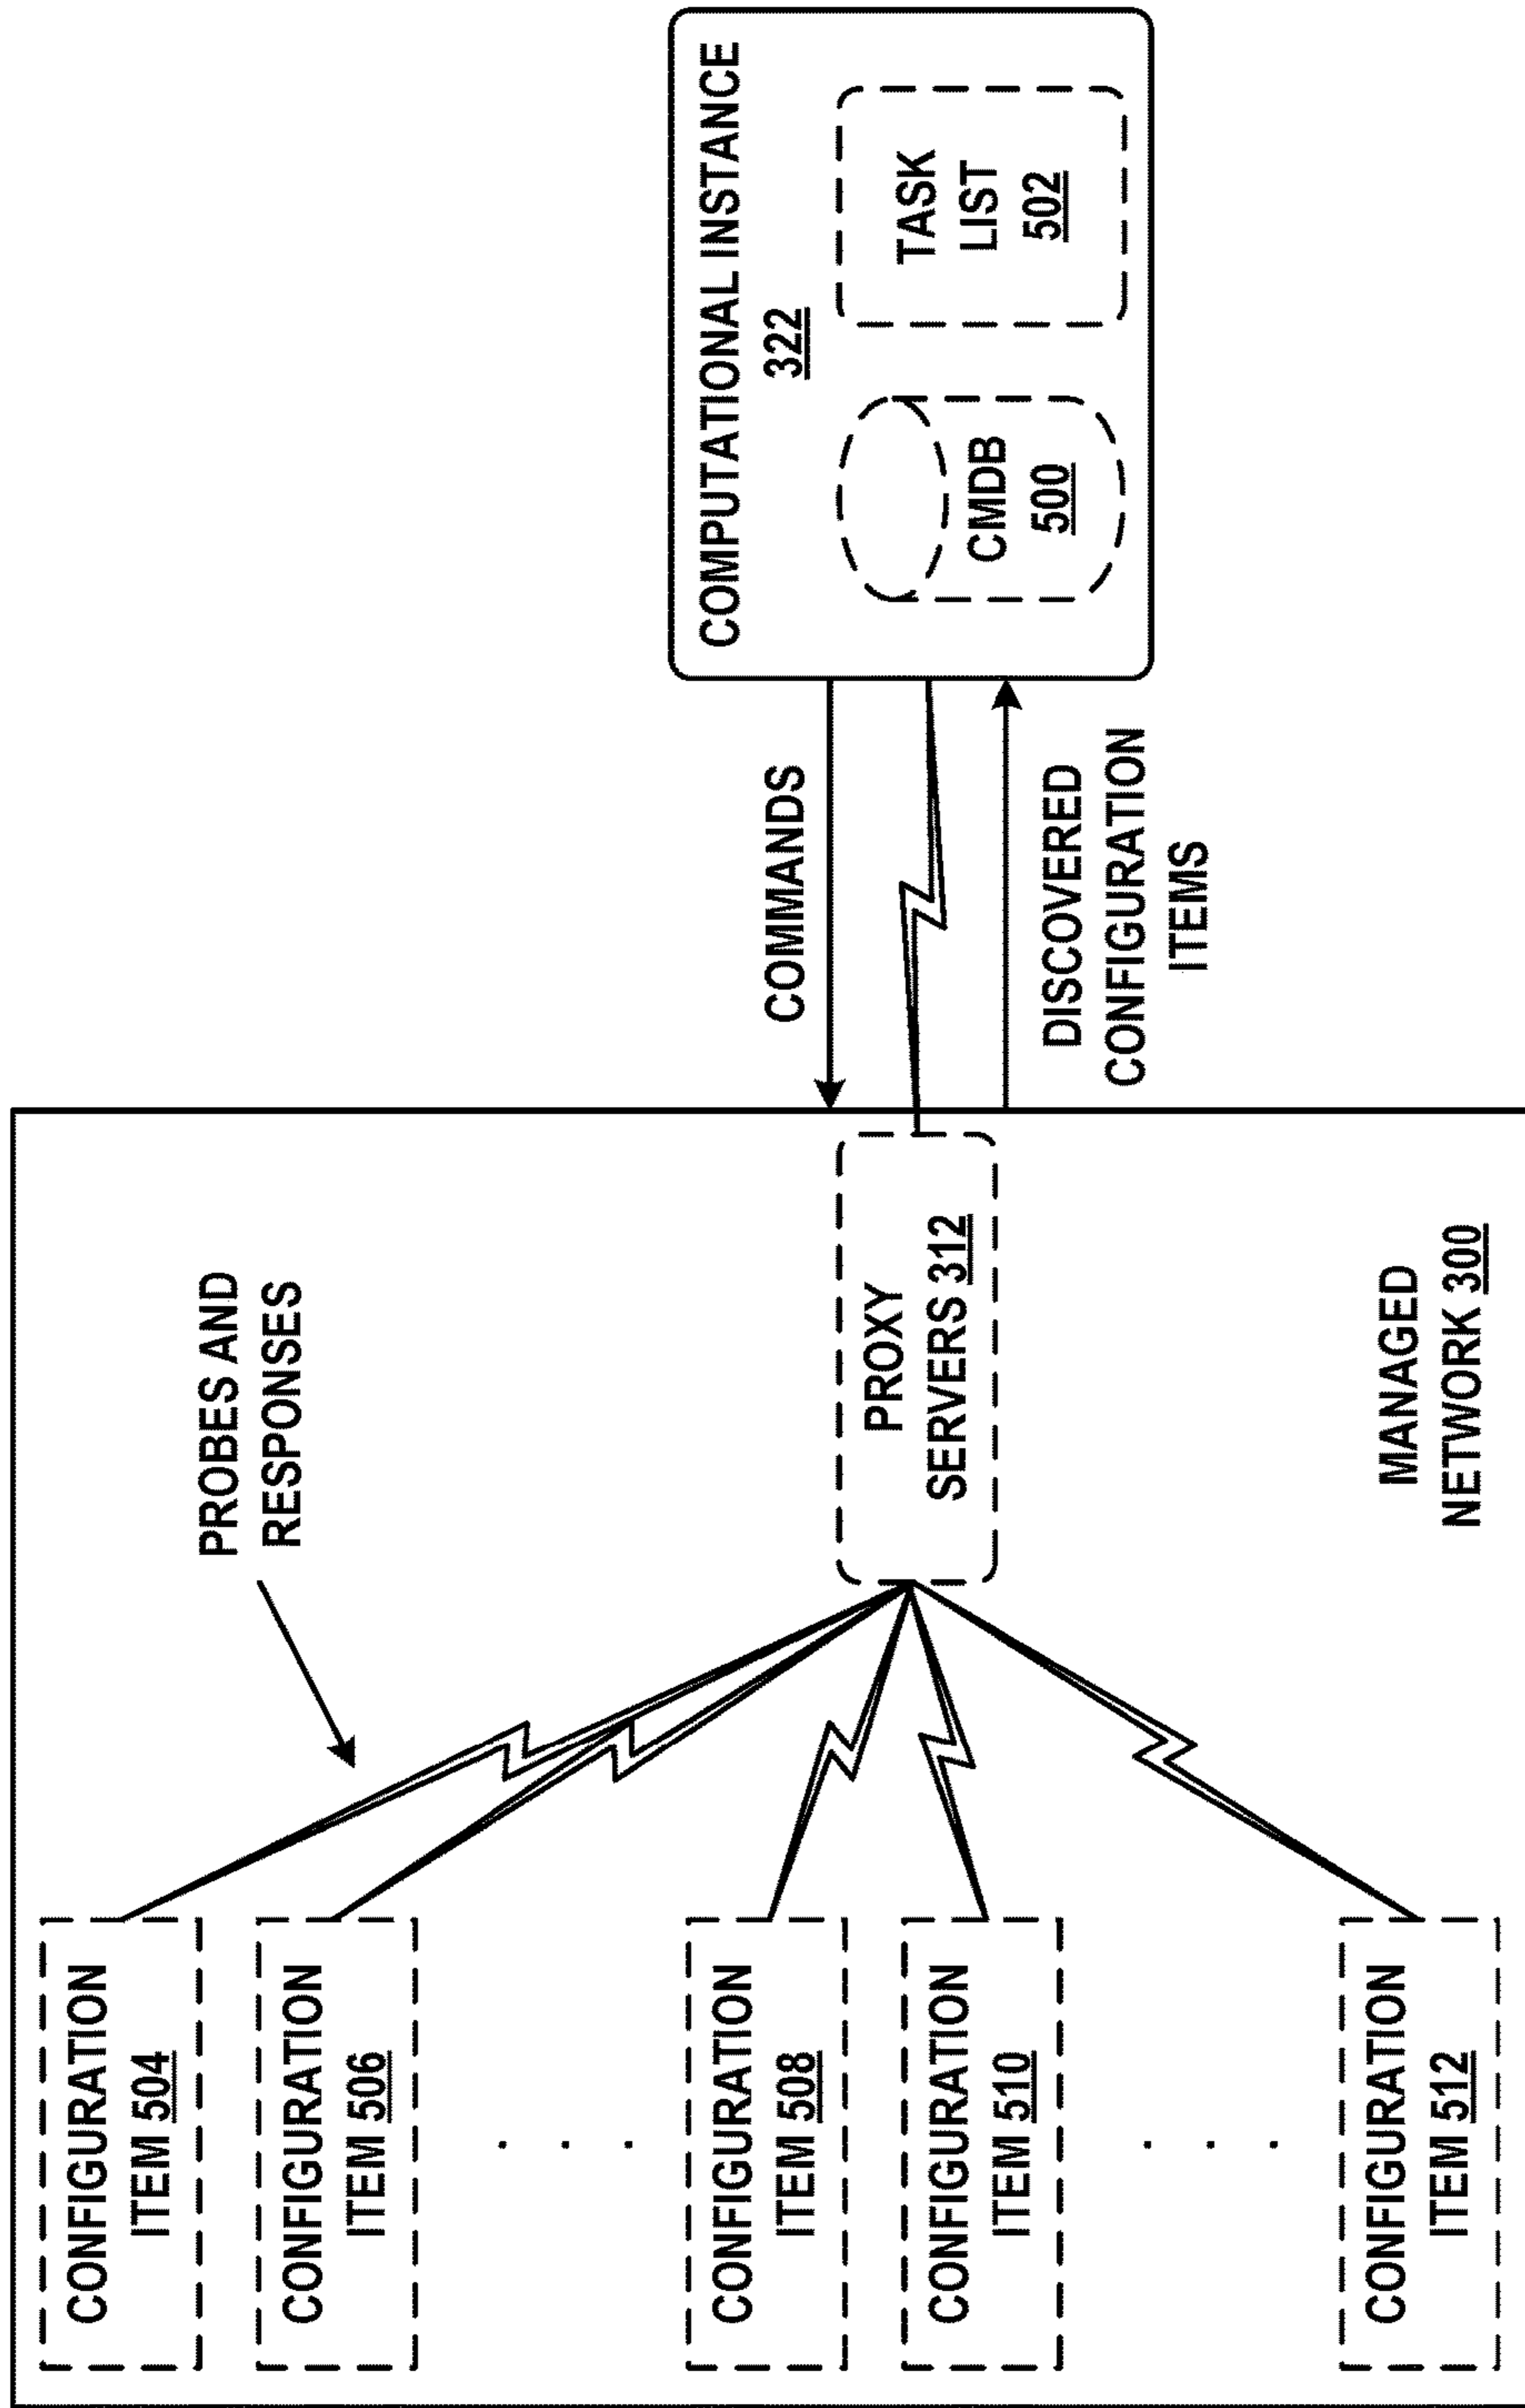 COMPUTATIONAL INSTANCE
322
CMDB
500
TASK
LIST
502
COMMANDS
DISCOVERED
CONFIGURATION
ITEMS
PROBES AND
RESPONSES
PROXY
SERVERS 312
MANAGED
NETWORK 300
CONFIGURATION
ITEM 504
CONFIGURATION
ITEM 506
. . .
CONFIGURATION
ITEM 508
CONFIGURATION
ITEM 510
. . .
CONFIGURATION
ITEM 512